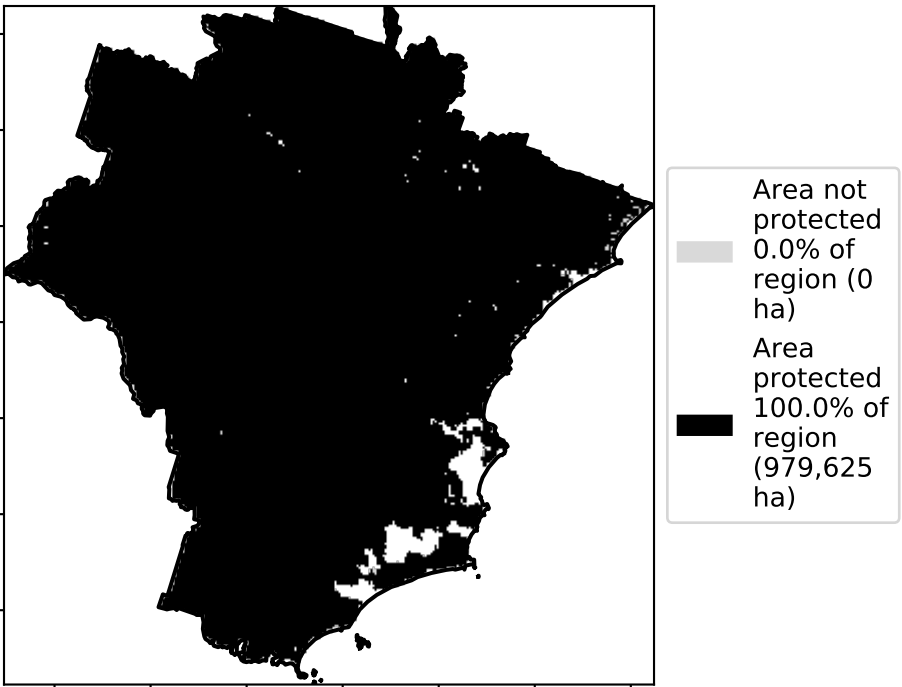 Area not
protected
0.0% of
region (0
ha)
Area
protected
100.0% of
region
(979,625
ha)